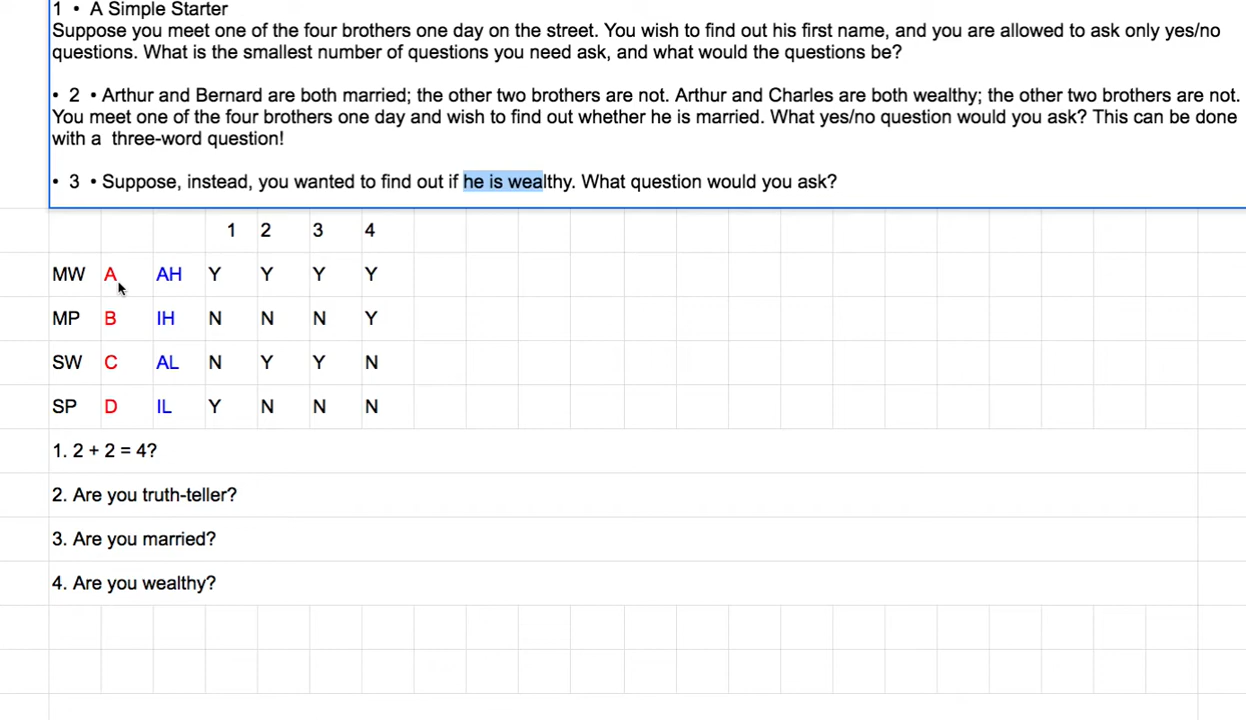 1 • A Simple Starter
Suppose you meet one of the four brothers one day on the street. You wish to find out his first name, and you are allowed to ask only yes/no
questions. What is the smallest number of questions you need ask, and what would the questions be?
• 2 • Arthur and Bernard are both married; the other two brothers are not. Arthur and Charles are both wealthy; the other two brothers are not.
You meet one of the four brothers one day and wish to find out whether he is married. What yes/no question would you ask? This can be done
with a three-word question!
• 3 • Suppose, instead, you wanted to find out if he is wealthy. What question would you ask?
1 2 3 4
MW A AH Y Y Y Y
MP B IH N N N Y
SW C AL N Y Y N
SP D IL Y N N N
1. 2 + 2 = 4?
2. Are you truth-teller?
3. Are you married?
4. Are you wealthy?